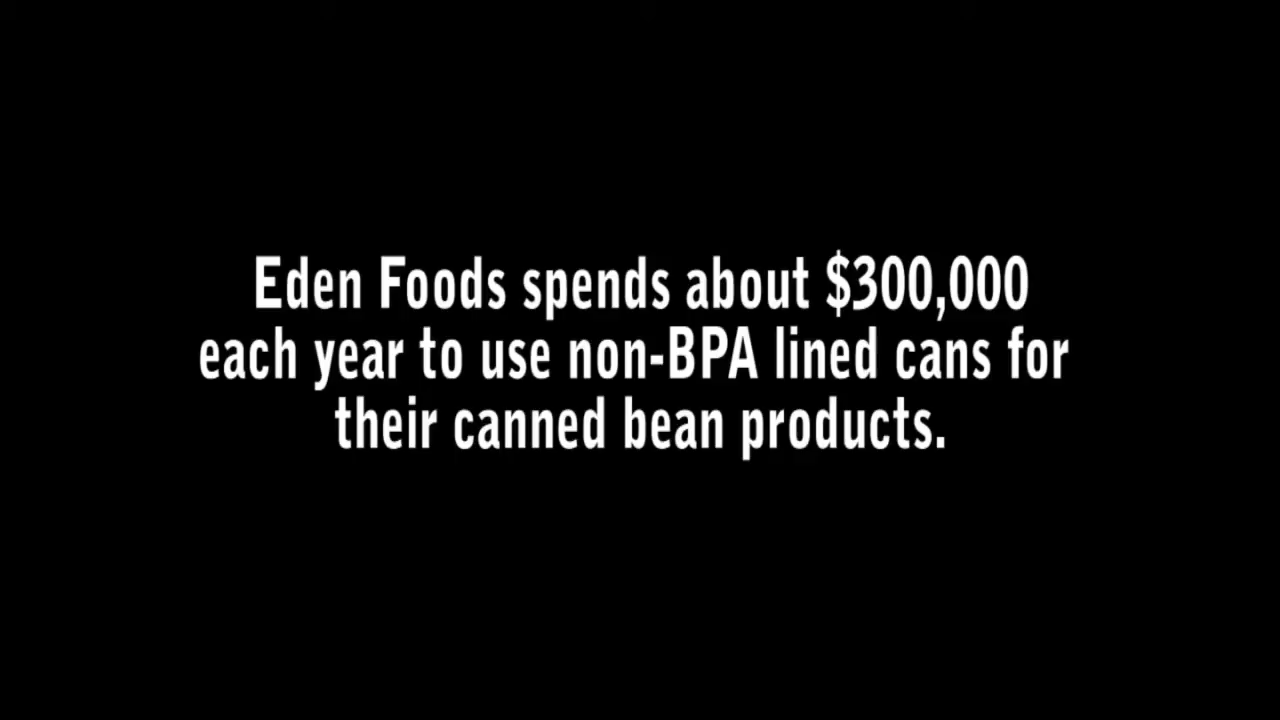 Eden Foods spends about $300,000
each year to use non-BPA lined cans for
their canned bean products.